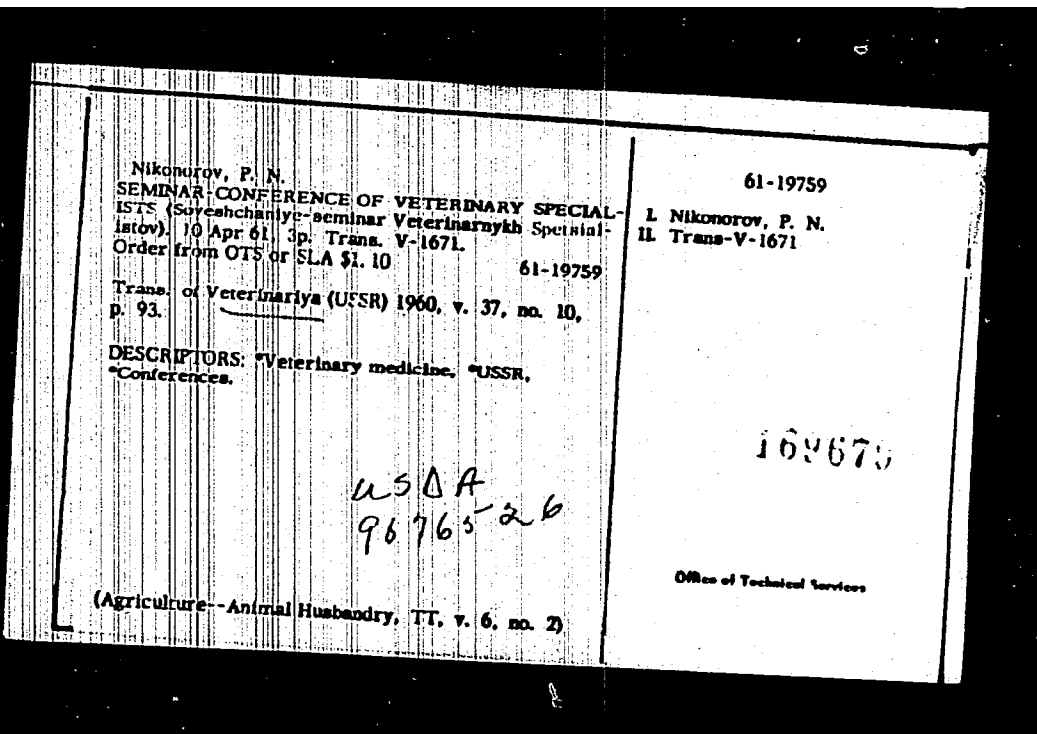 Nikonorov, P. N.
SEMINAR-CONFERENCE OF VETERINARY SPECIAL-
ISTS (Soveshchaniye-seminar Veterinarnykh Spetsial-
istov). 10 Apr 61, 3p. Trans. V-1671.
Order from OTS or SLA $1.10 61-19759
Trans. of Veterinariya (USSR) 1960, v. 37, no. 10,
p. 93.
DESCRIPTORS: *Veterinary medicine, *USSR,
*Conferences.
USDA
9676526
(Agriculture--Animal Husbandry, TT, v. 6, no. 2)
61-19759
I. Nikonorov, P. N.
II. Trans-V-1671
Office of Technical Services